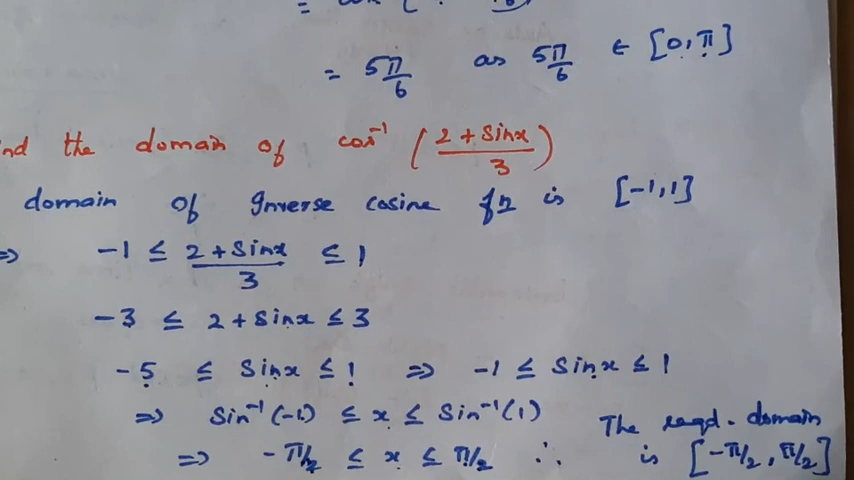 = 5π/6 as 5π/6 ∈ [0, π]
the domain of cos⁻¹ (2 + Sinx / 3)
domain of Inverse cosine fn is [-1, 1]
⇒ -1 ≤ 2 + Sinx / 3 ≤ 1
-3 ≤ 2 + Sinx ≤ 3
-5 ≤ Sinx ≤ 1 ⇒ -1 ≤ Sinx ≤ 1
⇒ Sin⁻¹(-1) ≤ x ≤ Sin⁻¹(1)
⇒ -π/2 ≤ x ≤ π/2 ∴ The reqd. domain
is [-π/2, π/2]